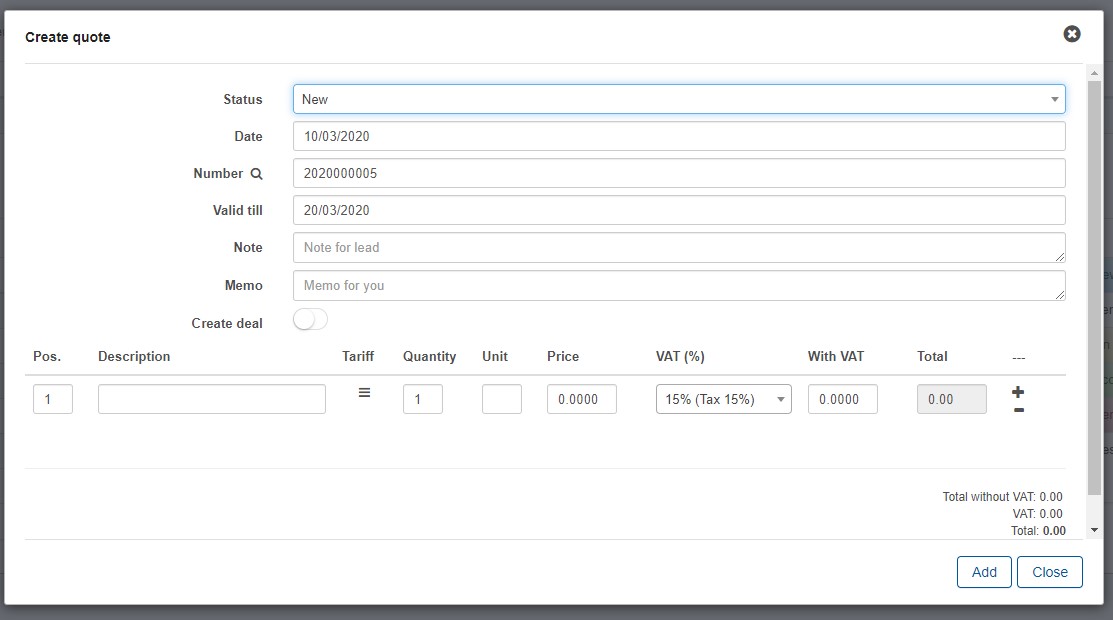 Create quote
Status New
Date 10/03/2020
Number 2020000005
Valid till 20/03/2020
Note Note for lead
Memo Memo for you
Create deal
Pos. Description Tariff Quantity Unit Price VAT (%) With VAT Total ---
1 1 0.0000 15% (Tax 15%) 0.0000 0.00
Total without VAT: 0.00
VAT: 0.00
Total: 0.00
Add Close